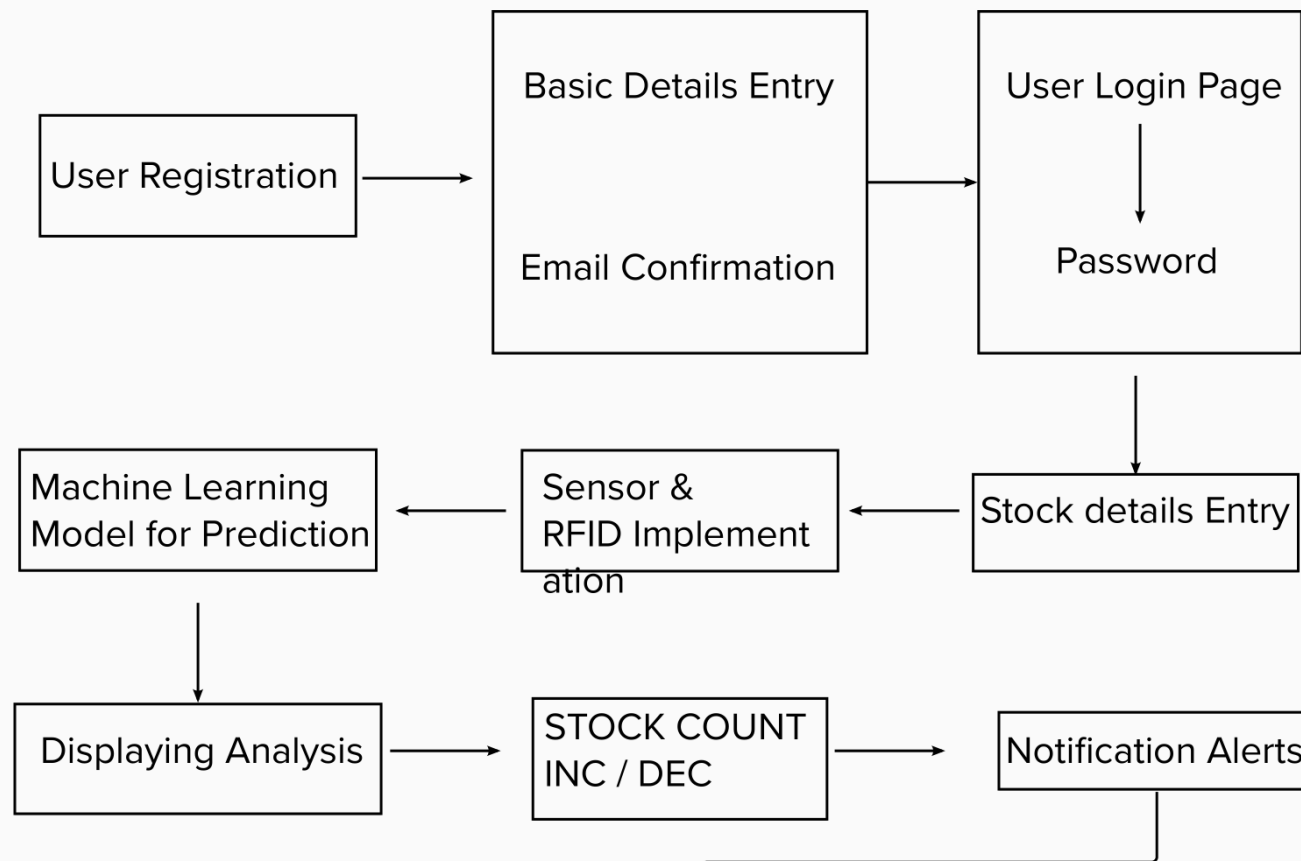 User Registration
Basic Details Entry
Email Confirmation
User Login Page
Password
Stock details Entry
Sensor &
RFID Implement
ation
Machine Learning
Model for Prediction
Displaying Analysis
STOCK COUNT
INC / DEC
Notification Alerts